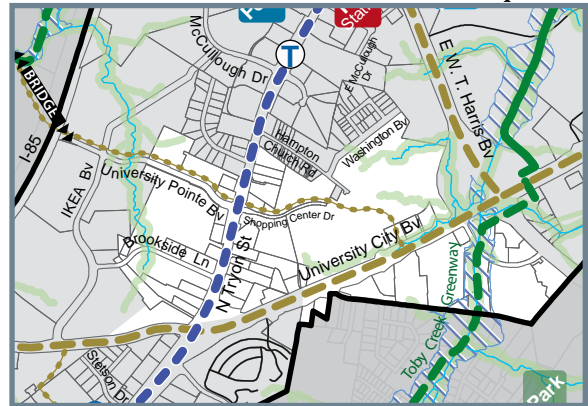 McCullough Dr
E McCullough
Dr
T
E W. T. Harris Bv
BRIDGE
I-85
Hampton
Church Rd
Washington Bv
IKEA Bv
University Pointe Bv
Shopping Center Dr
Brookside Ln
N Tryon St
University City Bv
Toby Creek Greenway
Stetson Dr
Park